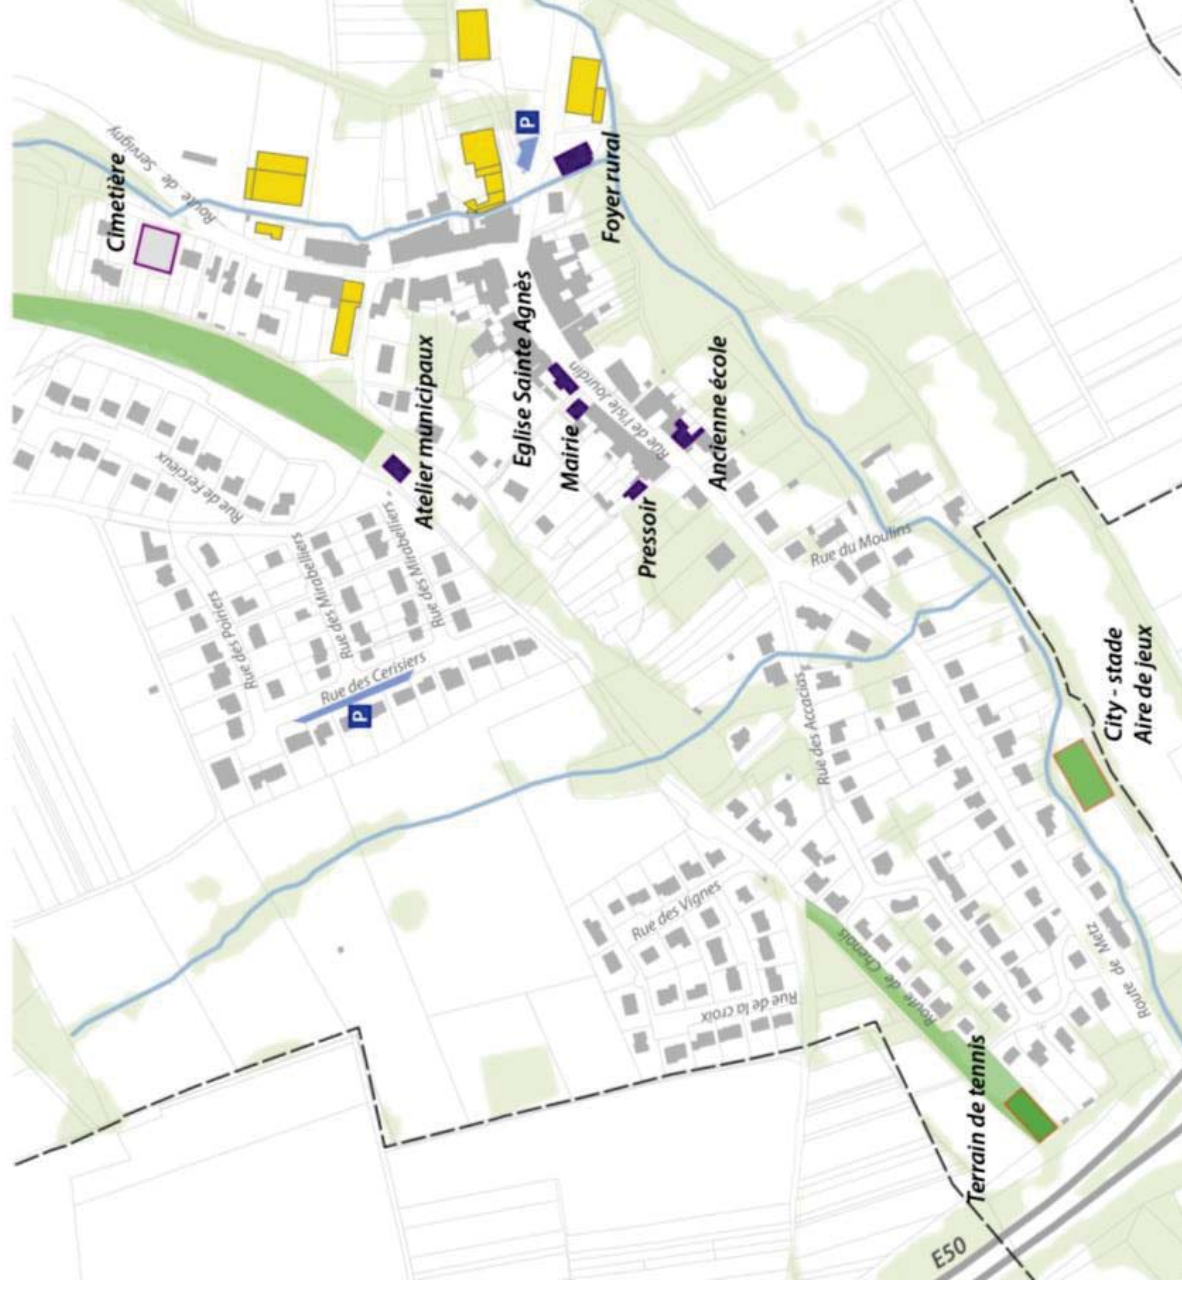 Cimetière
Route de Servigny
P
Foyer rural
Eglise Sainte Agnès
Mairie
Rue de l'Isle Jourdin
Ancienne école
Atelier municipaux
Pressoir
Rue de Fercieux
Rue des Mirabelliers
Rue des Mirabelliers
Rue des Poiriers
Rue des Cerisiers
P
Rue du Moulins
Rue des Accacias
City - stade
Aire de jeux
Rue des Vignes
Rue de la croix
Route de Chenois
Route de Metz
Terrain de tennis
E50